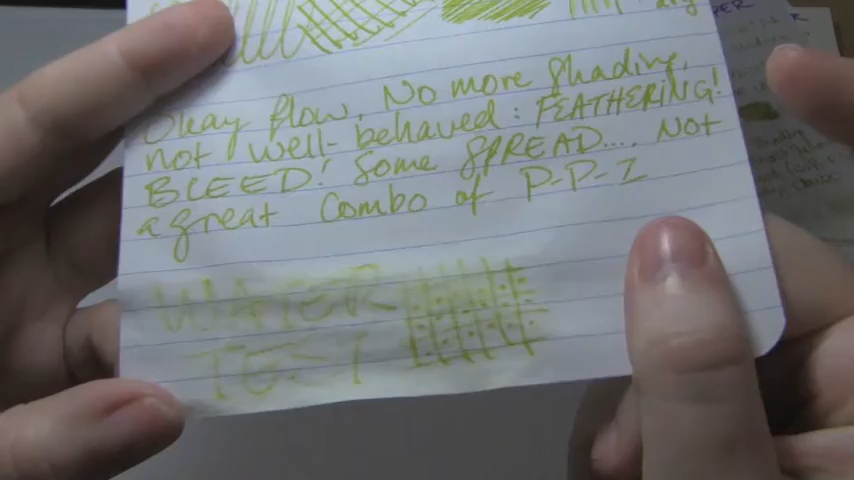 Okay flow. No more shading,
not well-behaved: FEATHERING!
BLEED! Some SPREAD.... Not
a great combo of P-P-I
WATER
TEST